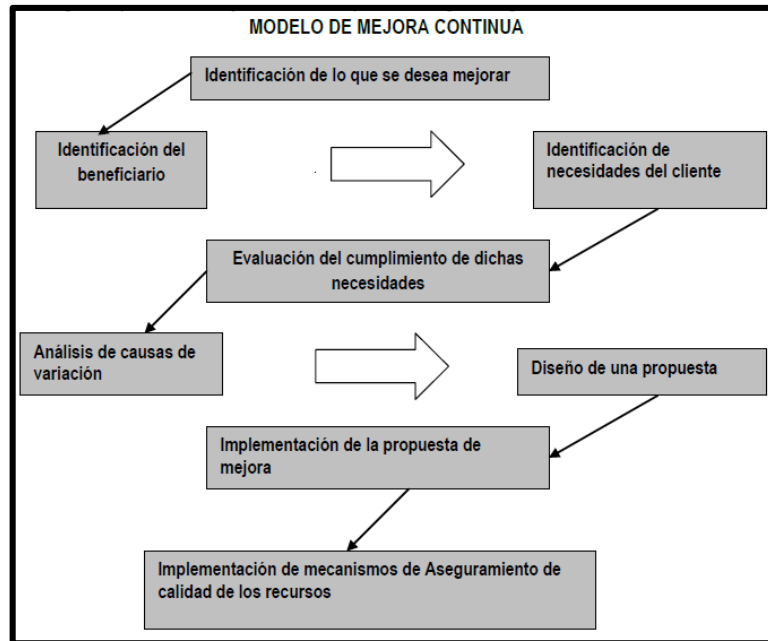 MODELO DE MEJORA CONTINUA
Identificación de lo que se desea mejorar
Identificación del
beneficiario
Identificación de
necesidades del cliente
Evaluación del cumplimiento de dichas
necesidades
Análisis de causas de
variación
Diseño de una propuesta
Implementación de la propuesta de
mejora
Implementación de mecanismos de Aseguramiento de
calidad de los recursos